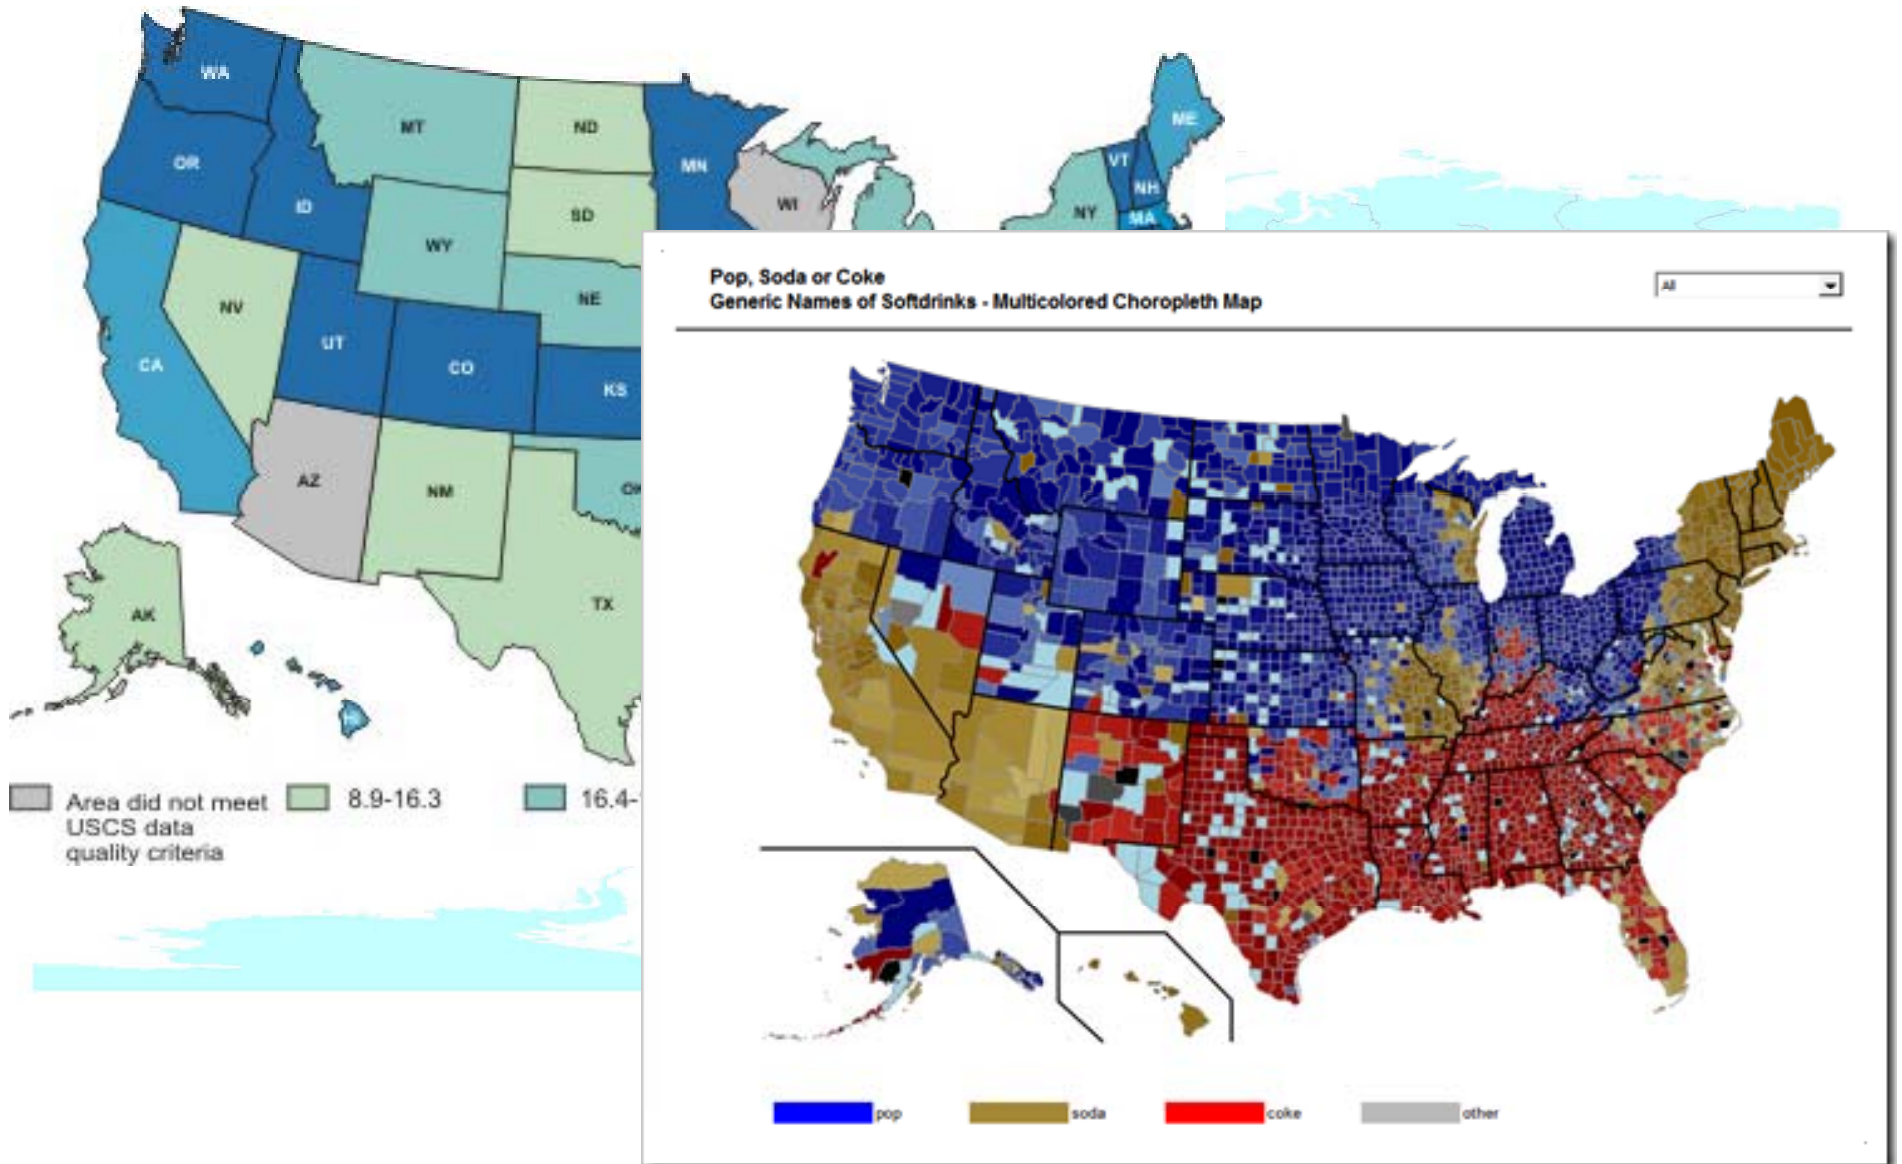 WA
ME
MT
ND
VT
OR
MN
NH
ID
WI
SD
NY
MA
WY
NE
NV
UT
CO
CA
KS
AZ
NM
TX
AK
Area did not meet
USCS data
quality criteria
8.9-16.3
16.4-
Pop, Soda or Coke
Generic Names of Softdrinks - Multicolored Choropleth Map
All
pop
soda
coke
other